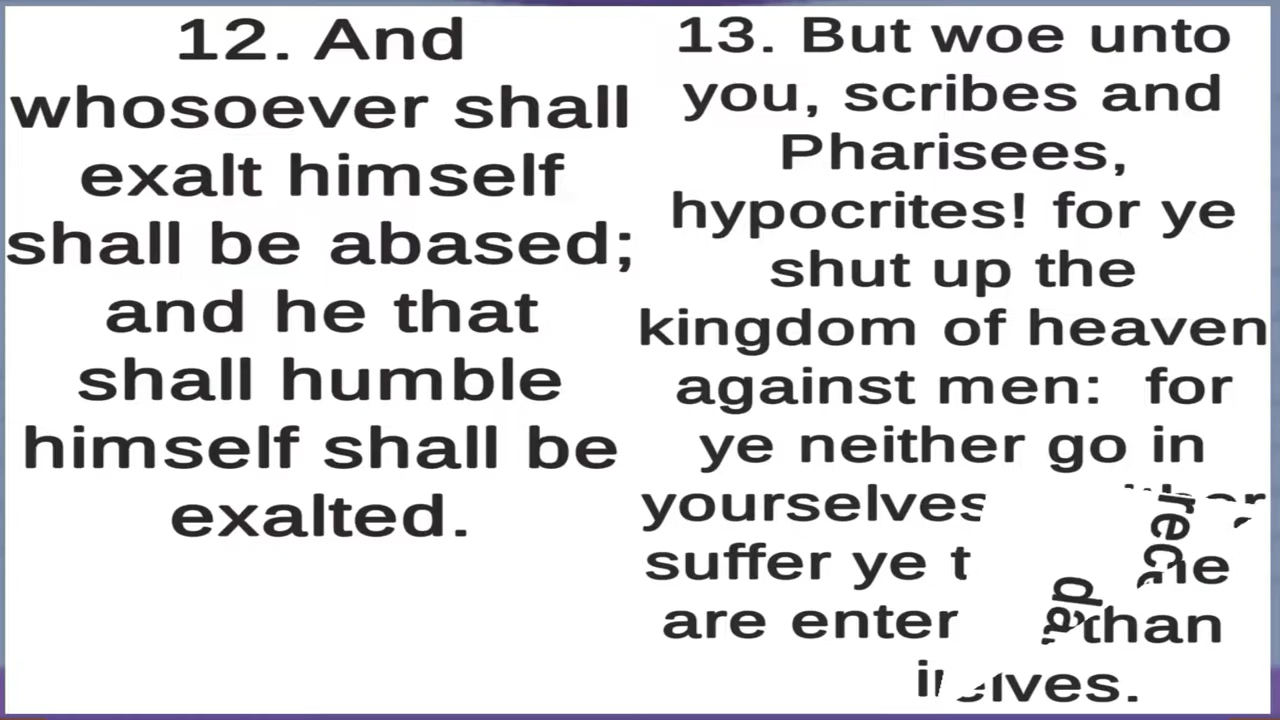 12. And
whosoever shall
exalt himself
shall be abased;
and he that
shall humble
himself shall be
exalted.
13. But woe unto
you, scribes and
Pharisees,
hypocrites! for ye
shut up the
kingdom of heaven
against men: for
ye neither go in
yourselves
suffer ye
are enter than